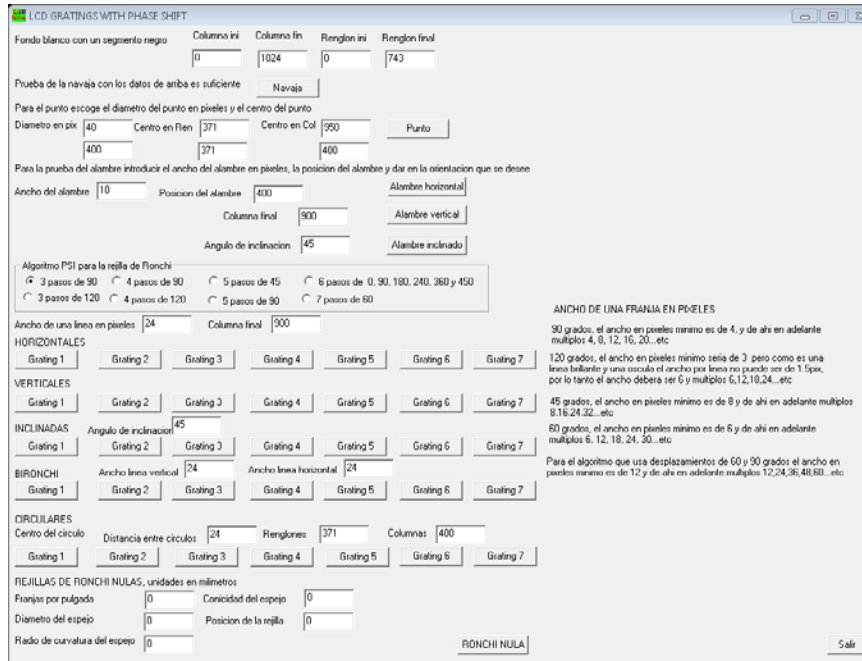 LCD GRATINGS WITH PHASE SHIFT
Fondo blanco con un segmento negro
Columna ini Columna fin Renglon ini Renglon final
0 1024 0 743
Prueba de la navaja con los datos de arriba es suficiente Navaja
Para el punto escoge el diametro del punto en pixeles y el centro del punto
Diametro en pix 40 Centro en Ren 371 Centro en Col 950 Punto
400 371 400
Para la prueba del alambre introducir el ancho del alambre en pixeles, la posicion del alambre y dar en la orientacion que se desee
Ancho del alambre 10 Posicion del alambre 400 Alambre horizontal
Columna final 900 Alambre vertical
Angulo de inclinacion 45 Alambre inclinado
Algoritmo PSI para la rejilla de Ronchi
3 pasos de 90 4 pasos de 90 5 pasos de 45 6 pasos de 0, 90, 180, 240, 360 y 450
3 pasos de 120 4 pasos de 120 5 pasos de 90 7 pasos de 60
Ancho de una linea en pixeles 24 Columna final 900
HORIZONTALES
Grating 1 Grating 2 Grating 3 Grating 4 Grating 5 Grating 6 Grating 7
VERTICALES
Grating 1 Grating 2 Grating 3 Grating 4 Grating 5 Grating 6 Grating 7
INCLINADAS Angulo de inclinacion 45
Grating 1 Grating 2 Grating 3 Grating 4 Grating 5 Grating 6 Grating 7
BIRONCHI Ancho linea vertical 24 Ancho linea horizontal 24
Grating 1 Grating 2 Grating 3 Grating 4 Grating 5 Grating 6 Grating 7
CIRCULARES
Centro del circulo Distancia entre circulos 24 Renglones 371 Columnas 400
Grating 1 Grating 2 Grating 3 Grating 4 Grating 5 Grating 6 Grating 7
REJILLAS DE RONCHI NULAS, unidades en milimetros
Franjas por pulgada 0 Conicidad del espejo 0
Diametro del espejo 0 Posicion de la rejilla 0
Radio de curvatura del espejo 0 RONCHI NULA Salir
ANCHO DE UNA FRANJA EN PIXELES
90 grados, el ancho en pixeles minimo es de 4, y de ahi en adelante
multiplos 4, 8, 12, 16, 20...etc
120 grados, el ancho en pixeles minimo seria de 3 pero como es una
linea brillante y una oscula el ancho por linea no puede ser de 1.5pix,
por lo tanto el ancho debera ser 6 y multiplos 6,12,18,24...etc
45 grados, el ancho en pixeles minimo es de 8 y de ahi en adelante multiplos
8.16.24.32...etc
60 grados, el ancho en pixeles minimo es de 6 y de ahi en adelante
multiplos 6, 12, 18, 24, 30...etc
Para el algoritmo que usa desplazamientos de 60 y 90 grados el ancho en
pixeles minimo es de 12 y de ahi en adelante multiplos 12,24,36,48,60...etc